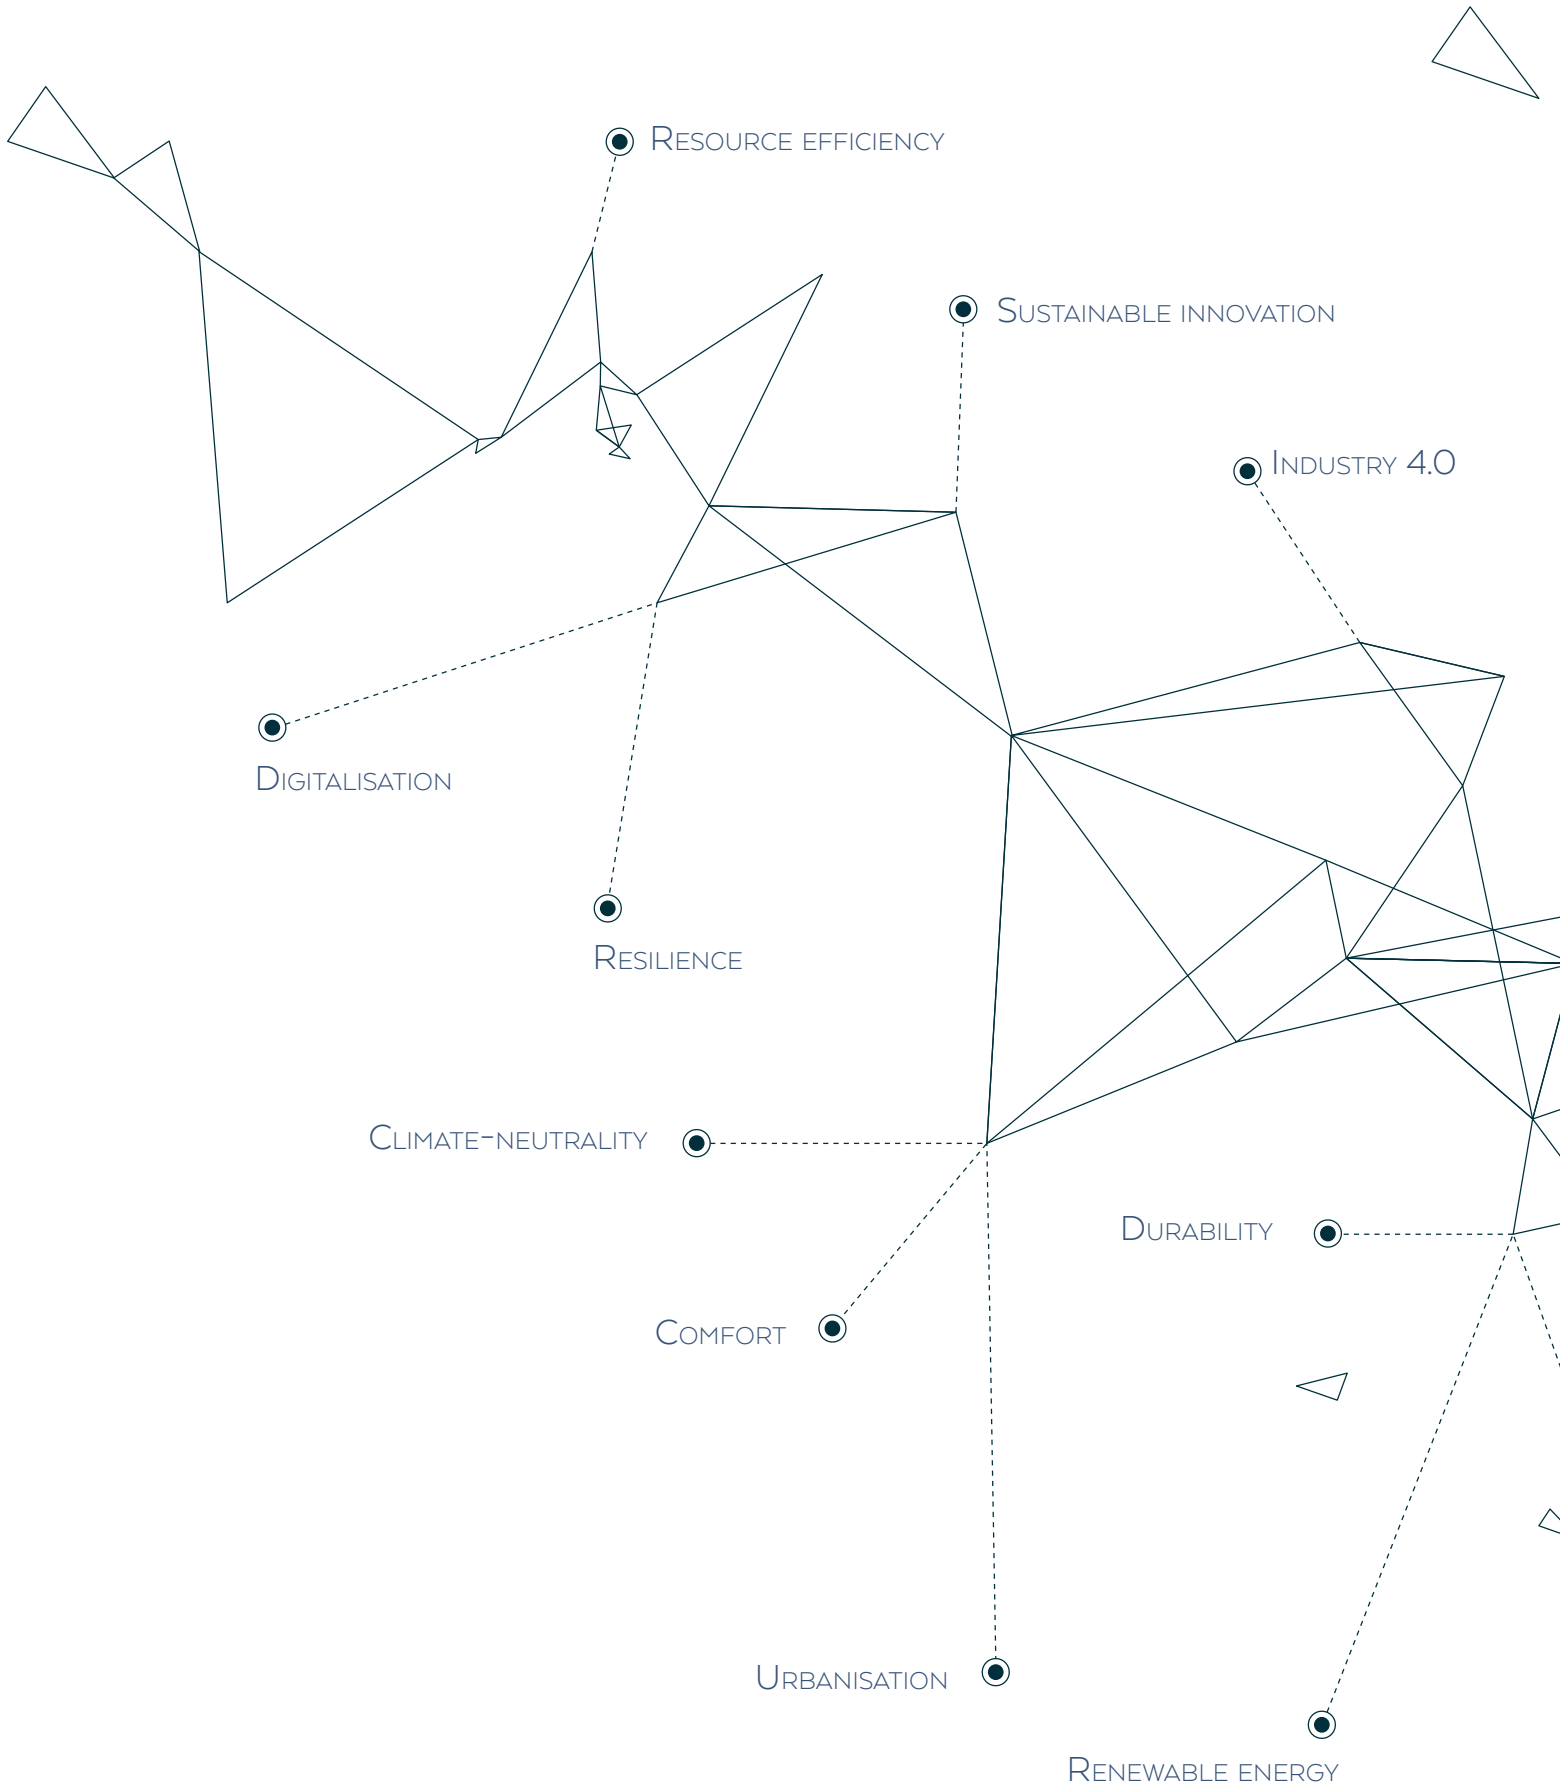 Resource efficiency
Sustainable innovation
Industry 4.0
Digitalisation
Resilience
Climate-neutrality
Durability
Comfort
Urbanisation
Renewable energy